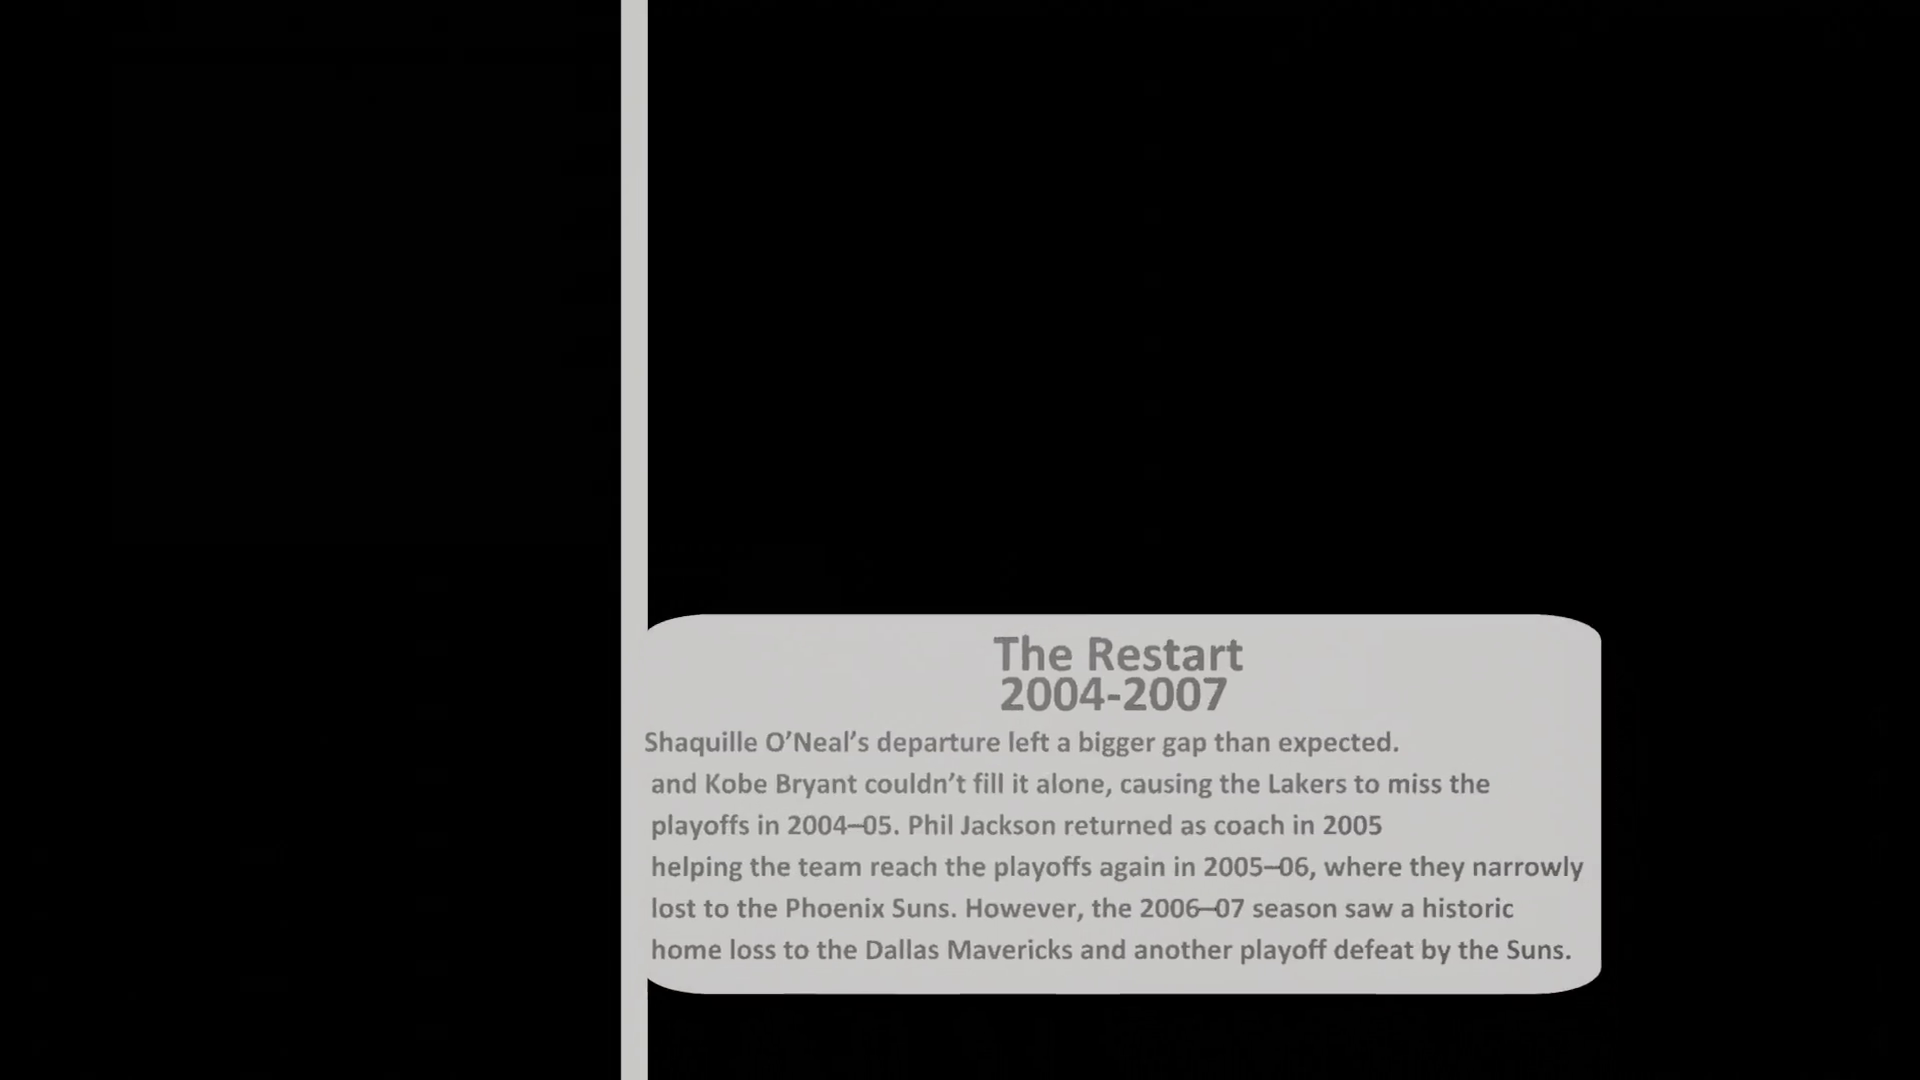 The Restart
2004-2007
Shaquille O’Neal’s departure left a bigger gap than expected.
and Kobe Bryant couldn’t fill it alone, causing the Lakers to miss the
playoffs in 2004–05. Phil Jackson returned as coach in 2005
helping the team reach the playoffs again in 2005–06, where they narrowly
lost to the Phoenix Suns. However, the 2006–07 season saw a historic
home loss to the Dallas Mavericks and another playoff defeat by the Suns.